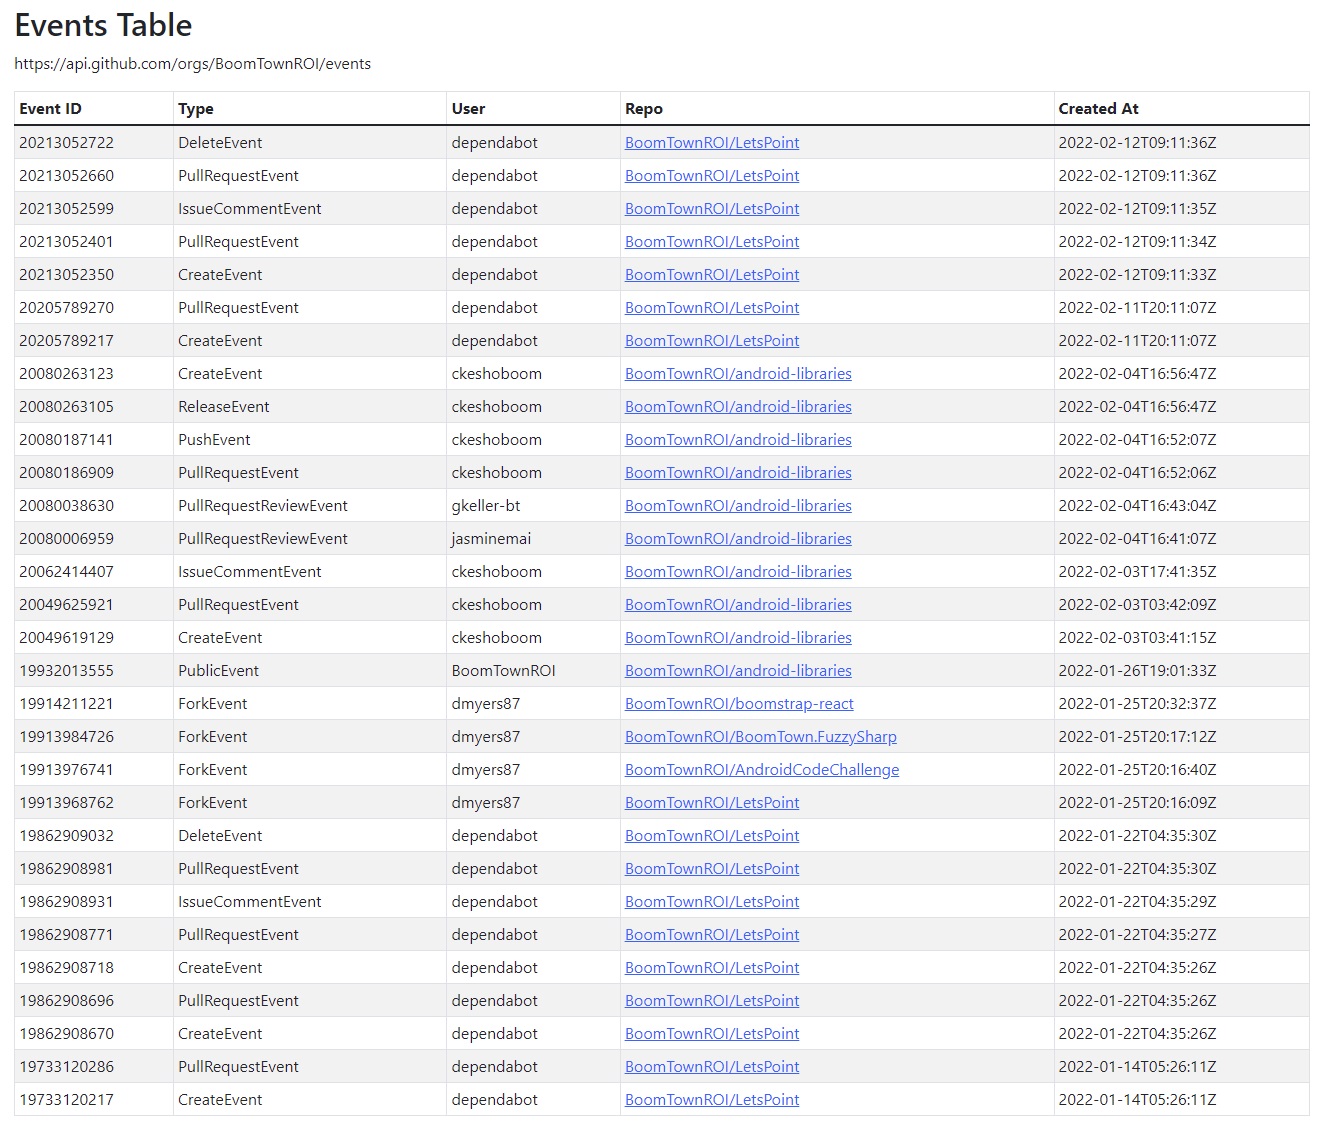 Events Table
https://api.github.com/orgs/BoomTownROI/events
Event ID Type User Repo Created At
20213052722 DeleteEvent dependabot BoomTownROI/LetsPoint 2022-02-12T09:11:36Z
20213052660 PullRequestEvent dependabot BoomTownROI/LetsPoint 2022-02-12T09:11:36Z
20213052599 IssueCommentEvent dependabot BoomTownROI/LetsPoint 2022-02-12T09:11:35Z
20213052401 PullRequestEvent dependabot BoomTownROI/LetsPoint 2022-02-12T09:11:34Z
20213052350 CreateEvent dependabot BoomTownROI/LetsPoint 2022-02-12T09:11:33Z
20205789270 PullRequestEvent dependabot BoomTownROI/LetsPoint 2022-02-11T20:11:07Z
20205789217 CreateEvent dependabot BoomTownROI/LetsPoint 2022-02-11T20:11:07Z
20080263123 CreateEvent ckeshoboom BoomTownROI/android-libraries 2022-02-04T16:56:47Z
20080263105 ReleaseEvent ckeshoboom BoomTownROI/android-libraries 2022-02-04T16:56:47Z
20080187141 PushEvent ckeshoboom BoomTownROI/android-libraries 2022-02-04T16:52:07Z
20080186909 PullRequestEvent ckeshoboom BoomTownROI/android-libraries 2022-02-04T16:52:06Z
20080038630 PullRequestReviewEvent gkeller-bt BoomTownROI/android-libraries 2022-02-04T16:43:04Z
20080006959 PullRequestReviewEvent jasminemai BoomTownROI/android-libraries 2022-02-04T16:41:07Z
20062414407 IssueCommentEvent ckeshoboom BoomTownROI/android-libraries 2022-02-03T17:41:35Z
20049625921 PullRequestEvent ckeshoboom BoomTownROI/android-libraries 2022-02-03T03:42:09Z
20049619129 CreateEvent ckeshoboom BoomTownROI/android-libraries 2022-02-03T03:41:15Z
19932013555 PublicEvent BoomTownROI BoomTownROI/android-libraries 2022-01-26T19:01:33Z
19914211221 ForkEvent dmyers87 BoomTownROI/boomstrap-react 2022-01-25T20:32:37Z
19913984726 ForkEvent dmyers87 BoomTownROI/BoomTown.FuzzySharp 2022-01-25T20:17:12Z
19913976741 ForkEvent dmyers87 BoomTownROI/AndroidCodeChallenge 2022-01-25T20:16:40Z
19913968762 ForkEvent dmyers87 BoomTownROI/LetsPoint 2022-01-25T20:16:09Z
19862909032 DeleteEvent dependabot BoomTownROI/LetsPoint 2022-01-22T04:35:30Z
19862908981 PullRequestEvent dependabot BoomTownROI/LetsPoint 2022-01-22T04:35:30Z
19862908931 IssueCommentEvent dependabot BoomTownROI/LetsPoint 2022-01-22T04:35:29Z
19862908771 PullRequestEvent dependabot BoomTownROI/LetsPoint 2022-01-22T04:35:27Z
19862908718 CreateEvent dependabot BoomTownROI/LetsPoint 2022-01-22T04:35:26Z
19862908696 PullRequestEvent dependabot BoomTownROI/LetsPoint 2022-01-22T04:35:26Z
19862908670 CreateEvent dependabot BoomTownROI/LetsPoint 2022-01-22T04:35:26Z
19733120286 PullRequestEvent dependabot BoomTownROI/LetsPoint 2022-01-14T05:26:11Z
19733120217 CreateEvent dependabot BoomTownROI/LetsPoint 2022-01-14T05:26:11Z